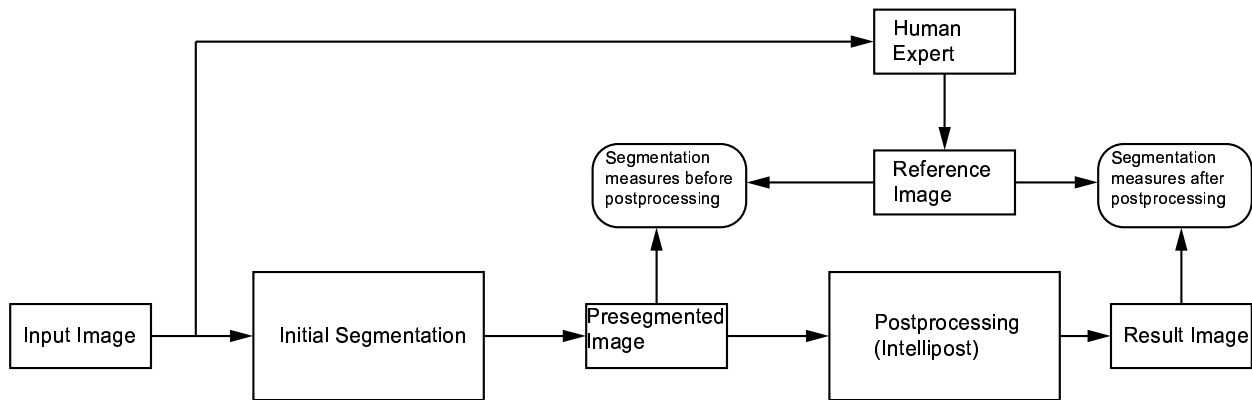 Human
Expert
Segmentation
measures before
postprocessing
Reference
Image
Segmentation
measures after
postprocessing
Input Image
Initial Segmentation
Presegmented
Image
Postprocessing
(Intellipost)
Result Image